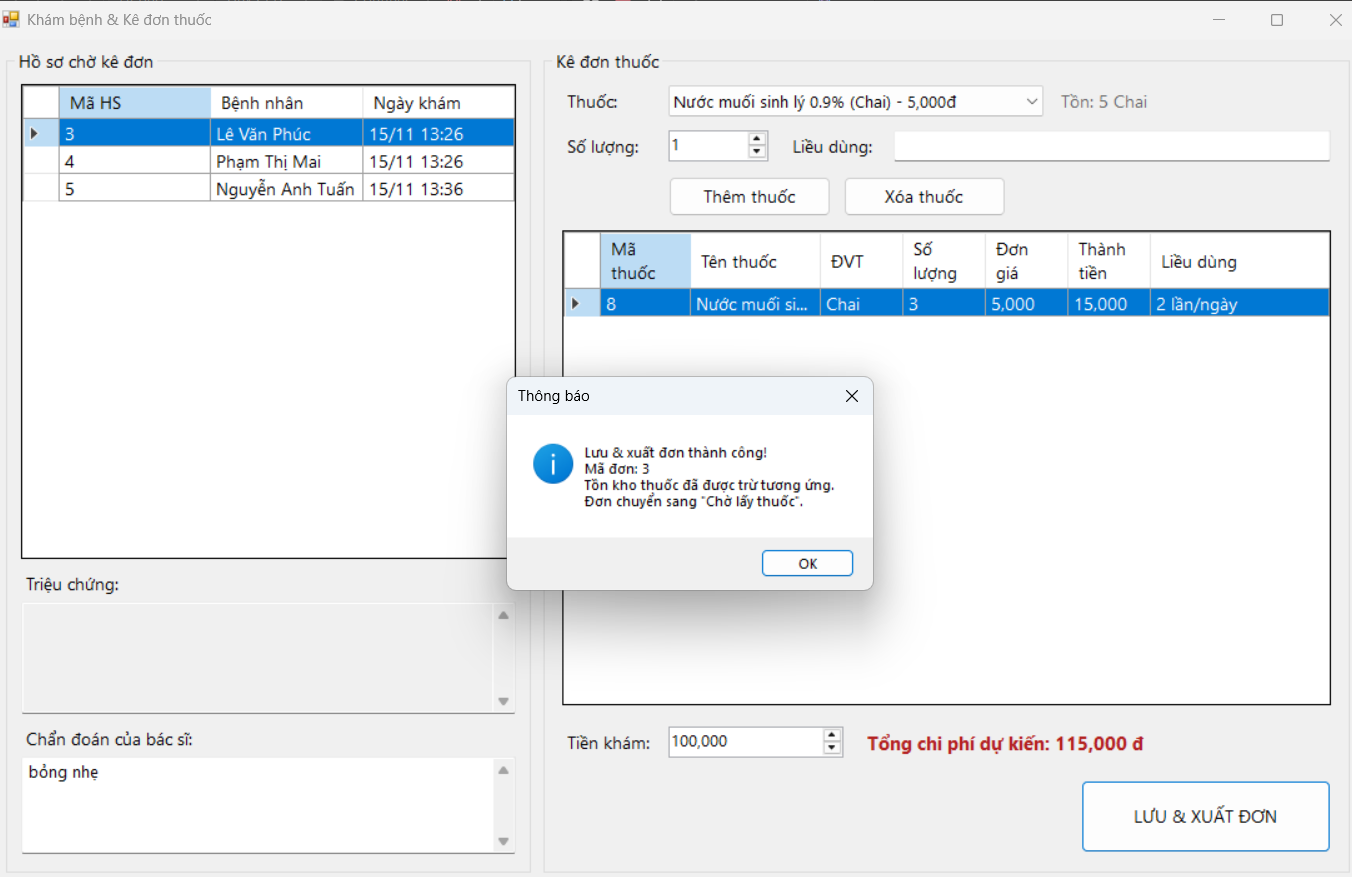 Khám bệnh & Kê đơn thuốc
Hồ sơ chờ kê đơn
Mã HS Bệnh nhân Ngày khám
3 Lê Văn Phúc 15/11 13:26
4 Phạm Thị Mai 15/11 13:26
5 Nguyễn Anh Tuấn 15/11 13:36
Triệu chứng:
Chẩn đoán của bác sĩ:
bỏng nhẹ
Kê đơn thuốc
Thuốc: Nước muối sinh lý 0.9% (Chai) - 5,000đ Tồn: 5 Chai
Số lượng: 1 Liều dùng:
Thêm thuốc Xóa thuốc
Mã thuốc Tên thuốc ĐVT Số lượng Đơn giá Thành tiền Liều dùng
8 Nước muối si... Chai 3 5,000 15,000 2 lần/ngày
Thông báo
Lưu & xuất đơn thành công!
Mã đơn: 3
Tồn kho thuốc đã được trừ tương ứng.
Đơn chuyển sang "Chờ lấy thuốc".
OK
Tiền khám: 100,000 Tổng chi phí dự kiến: 115,000 đ
LƯU & XUẤT ĐƠN